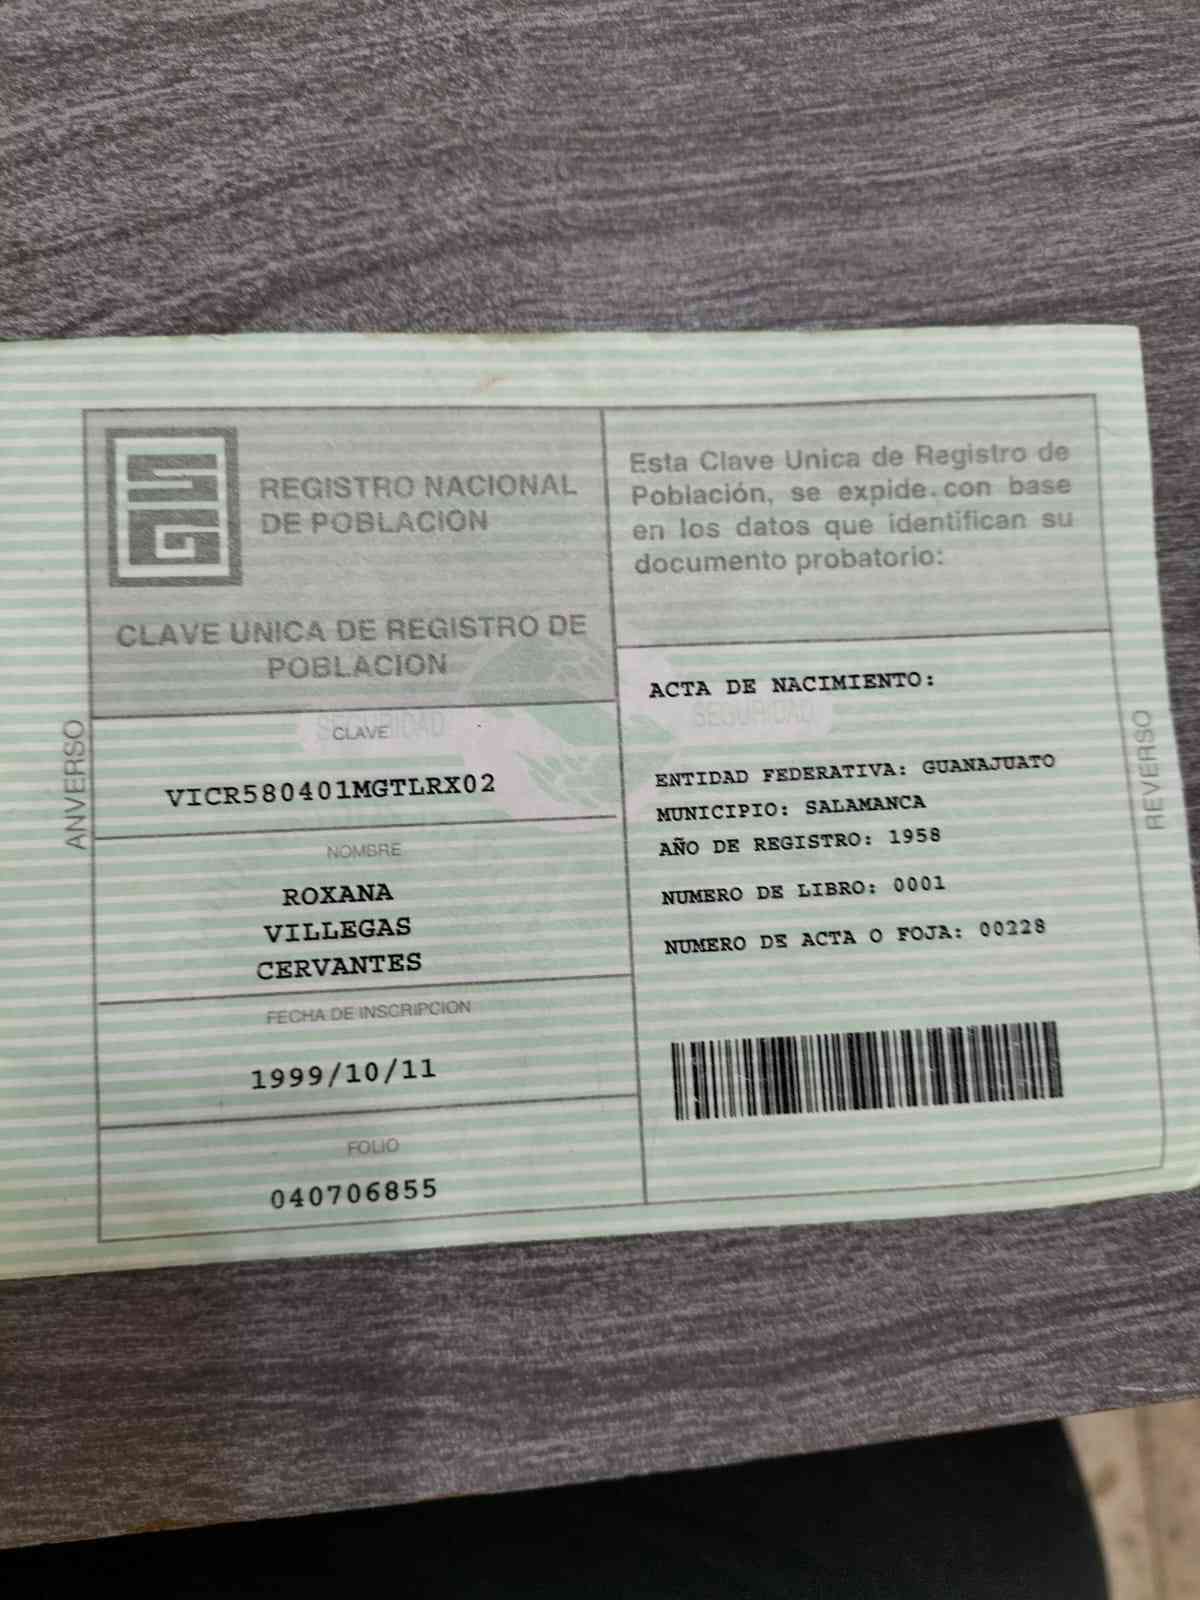 REGISTRO NACIONAL
DE POBLACION
CLAVE UNICA DE REGISTRO DE
POBLACION
SEGURIDAD
CLAVE
VICR580401MGTLRX02
NOMBRE
ROXANA
VILLEGAS
CERVANTES
FECHA DE INSCRIPCION
1999/10/11
FOLIO
040706855
ANVERSO
Esta Clave Unica de Registro de
Población, se expide con base
en los datos que identifican su
documento probatorio:
ACTA DE NACIMIENTO:
SEGURIDAD
ENTIDAD FEDERATIVA: GUANAJUATO
MUNICIPIO: SALAMANCA
AÑO DE REGISTRO: 1958
NUMERO DE LIBRO: 0001
NUMERO DE ACTA O FOJA: 00228
REVERSO